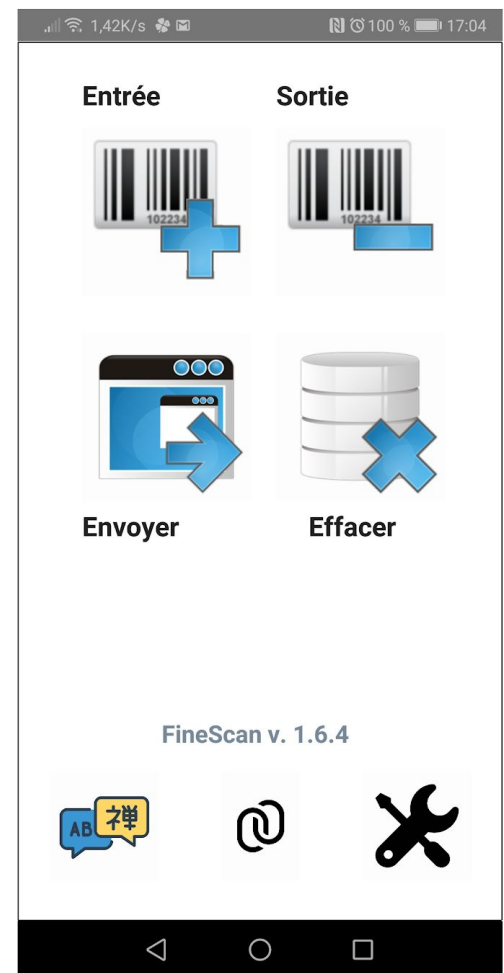 1,42K/s 100 % 17:04
Entrée Sortie
102234 102234
Envoyer Effacer
FineScan v. 1.6.4
AB 禅